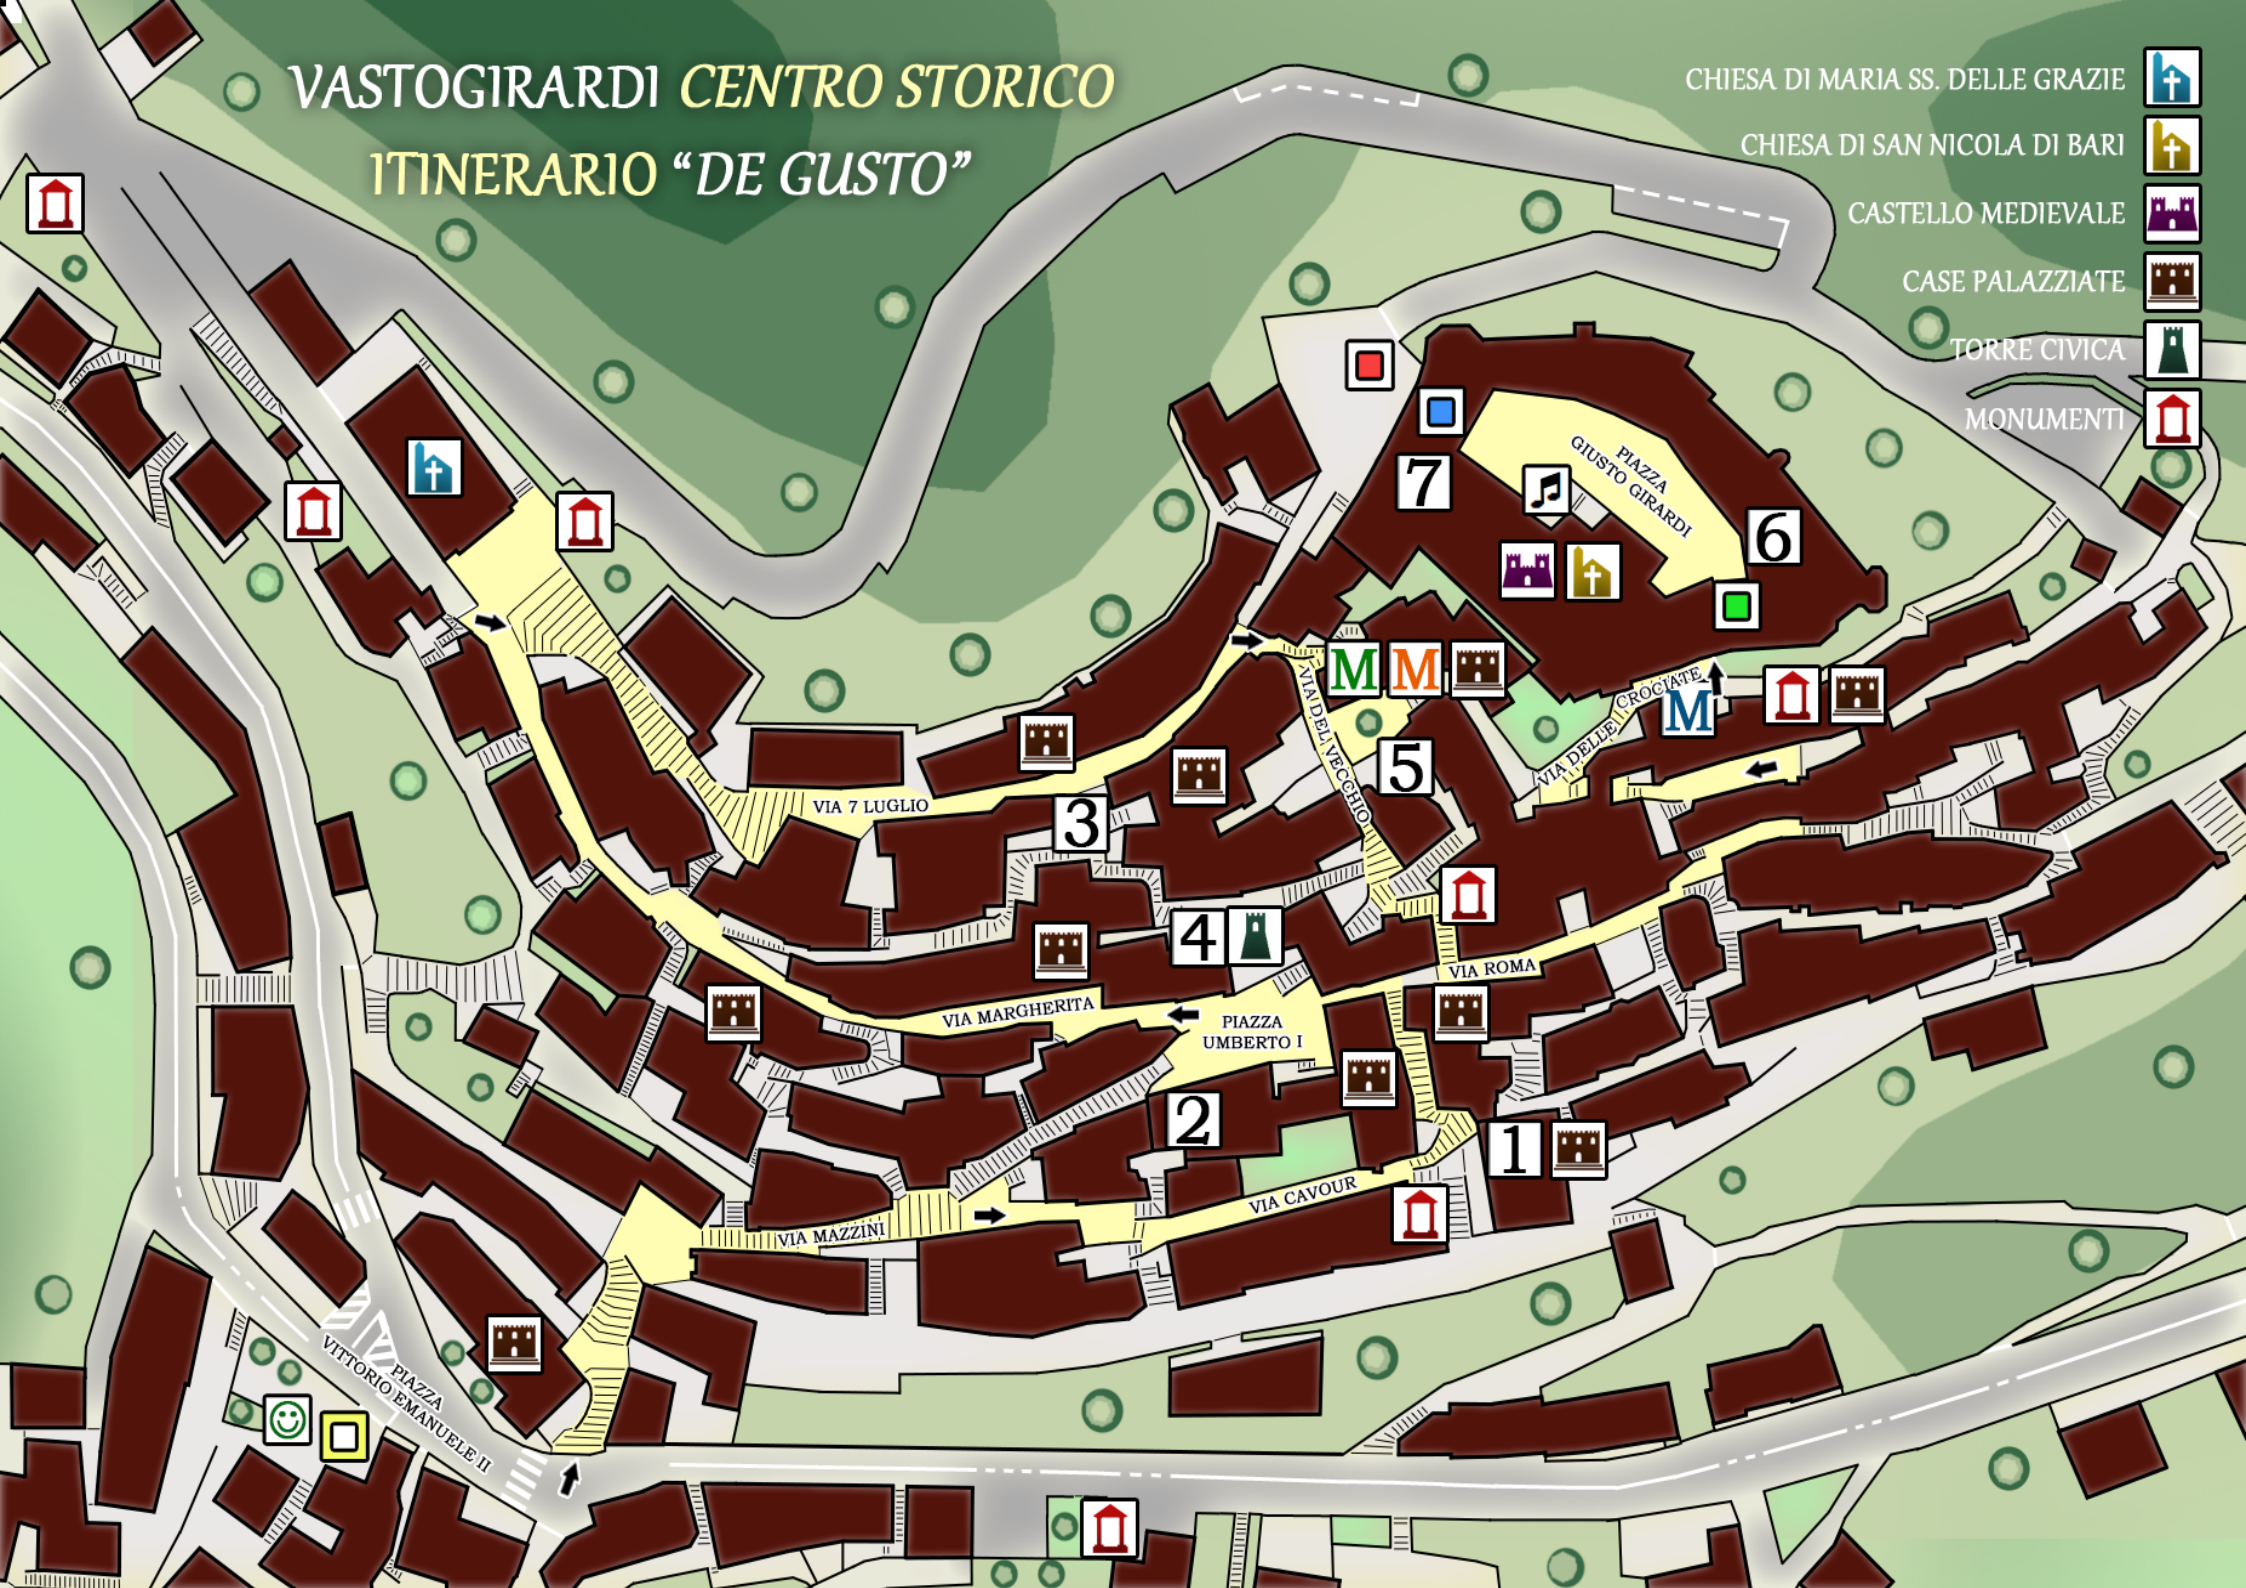 VASTOGIRARDI CENTRO STORICO
ITINERARIO “DE GUSTO”
CHIESA DI MARIA SS. DELLE GRAZIE
CHIESA DI SAN NICOLA DI BARI
CASTELLO MEDIEVALE
CASE PALAZZIATE
TORRE CIVICA
MONUMENTI
PIAZZA
GIUSTO GIRARDI
7
6
M
M
M
VIA DELLE CROCIATE
VIA DEL VECCHIO
5
VIA 7 LUGLIO
3
4
VIA ROMA
VIA MARGHERITA
PIAZZA
UMBERTO I
2
1
VIA CAVOUR
VIA MAZZINI
PIAZZA
VITTORIO EMANUELE II